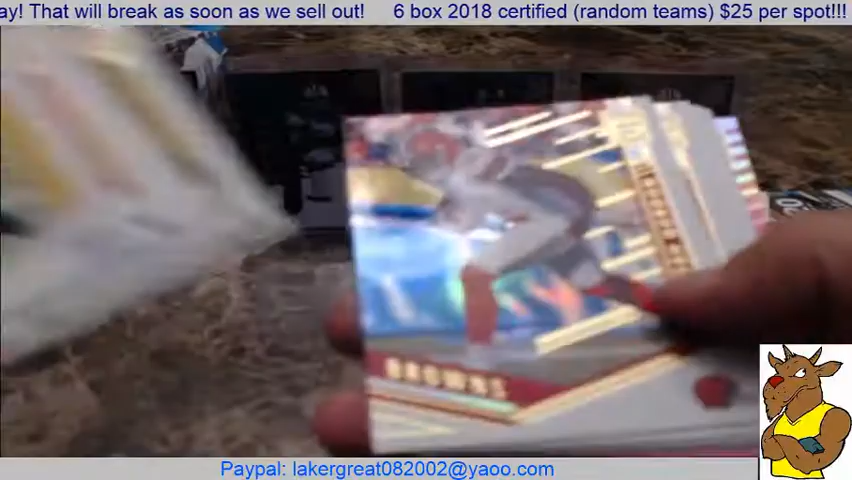 ay! That will break as soon as we sell out! 6 box 2018 certified (random teams) $25 per spot!!!
BROWNS
Paypal: lakergreat082002@yaoo.com